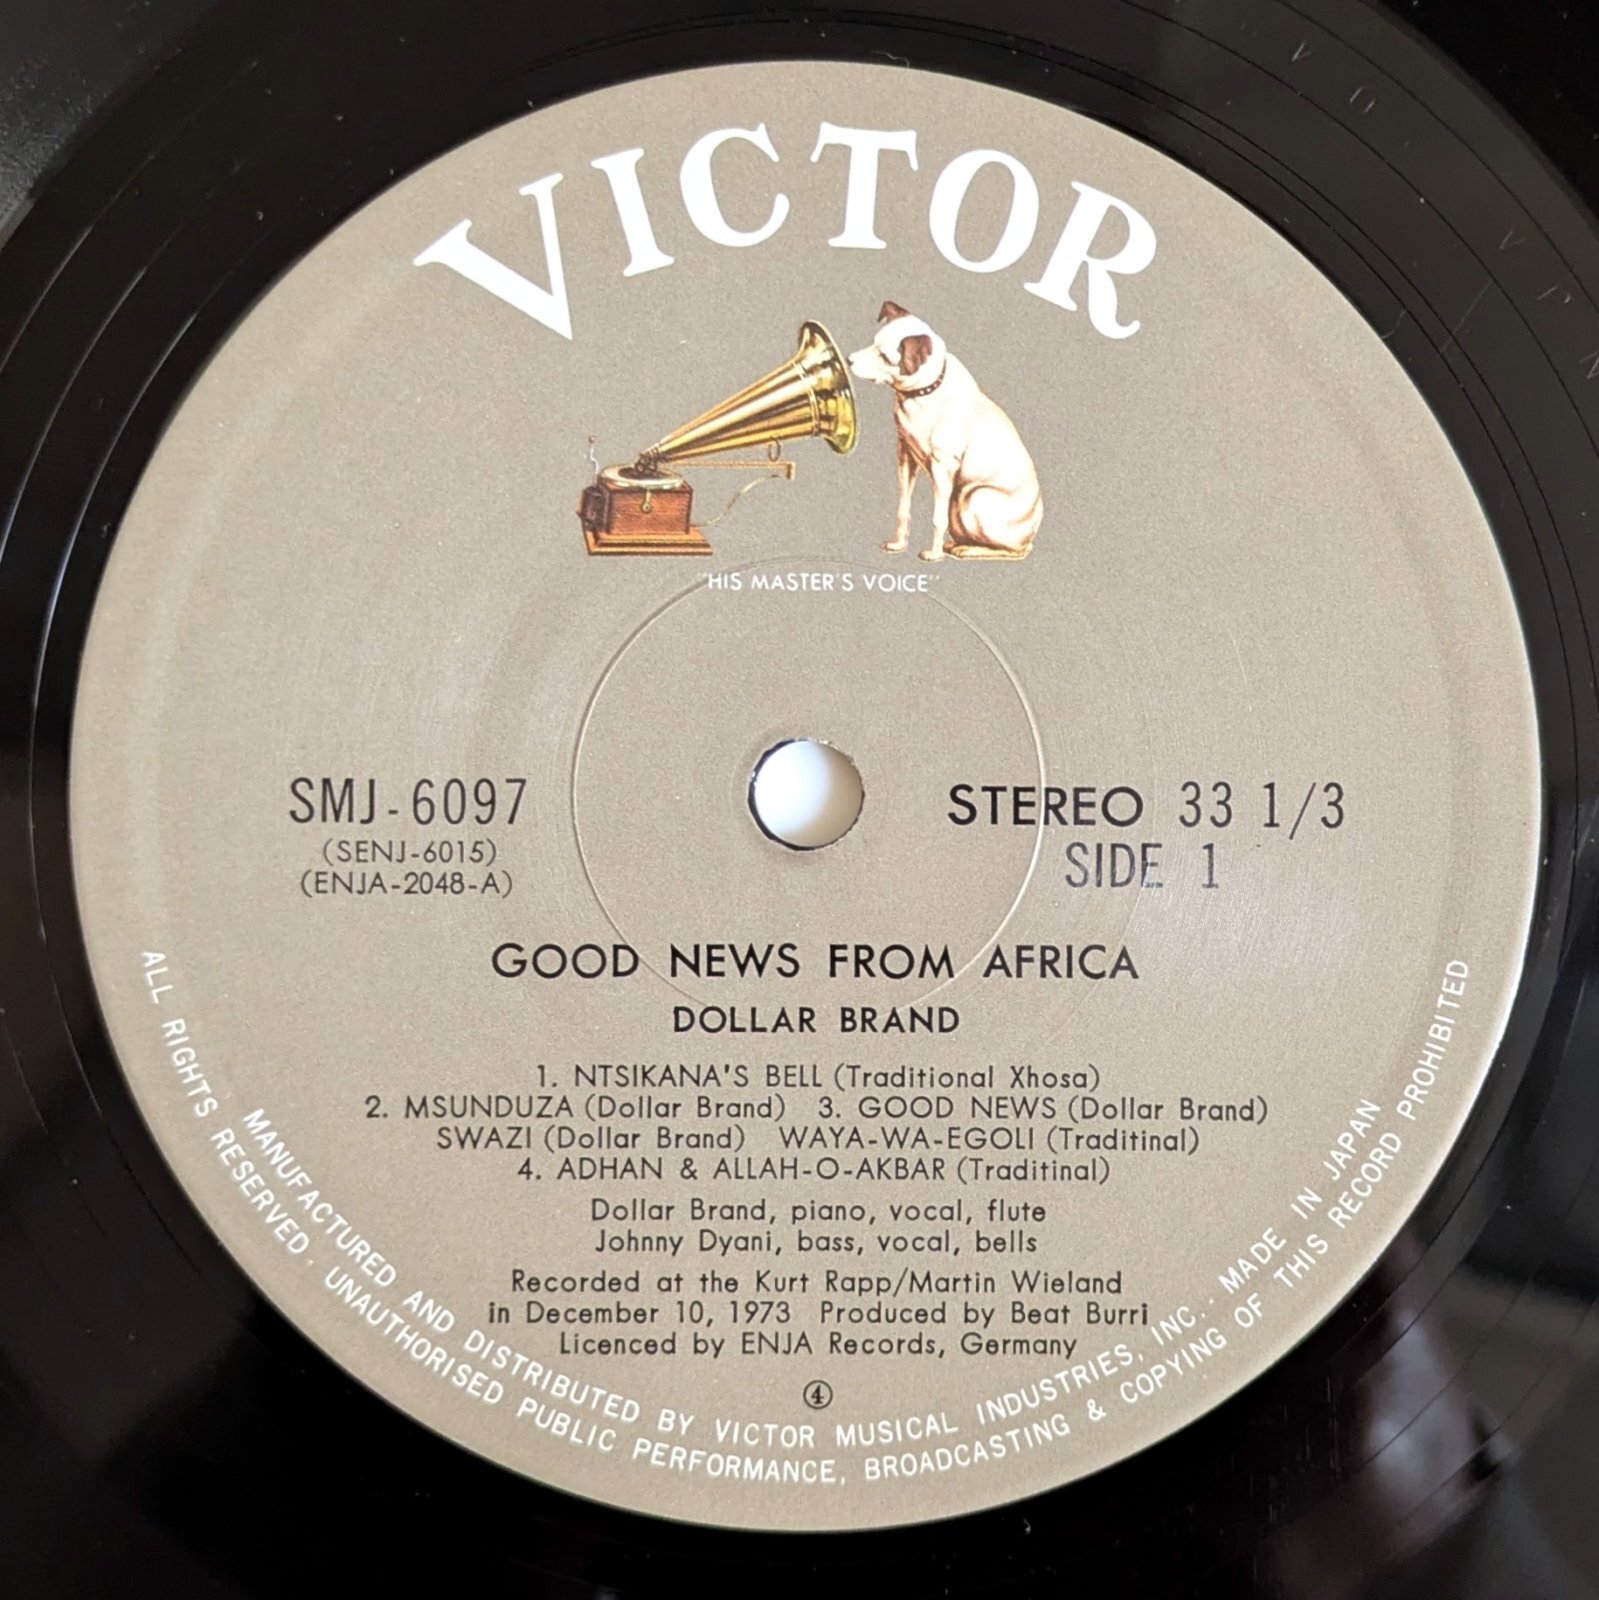 VICTOR
"HIS MASTER'S VOICE"
SMJ-6097
(SENJ-6015)
(ENJA-2048-A)
STEREO 33 1/3
SIDE 1
GOOD NEWS FROM AFRICA
DOLLAR BRAND
1. NTSIKANA'S BELL (Traditional Xhosa)
2. MSUNDUZA (Dollar Brand) 3. GOOD NEWS (Dollar Brand)
SWAZI (Dollar Brand) WAYA-WA-EGOLI (Traditinal)
4. ADHAN & ALLAH-O-AKBAR (Traditinal)
Dollar Brand, piano, vocal, flute
Johnny Dyani, bass, vocal, bells
Recorded at the Kurt Rapp/Martin Wieland
in December 10, 1973 Produced by Beat Burri
Licenced by ENJA Records, Germany
④
MANUFACTURED AND DISTRIBUTED BY VICTOR MUSICAL INDUSTRIES, INC. · MADE IN JAPAN
ALL RIGHTS RESERVED · UNAUTHORISED PUBLIC PERFORMANCE, BROADCASTING & COPYING OF THIS RECORD PROHIBITED